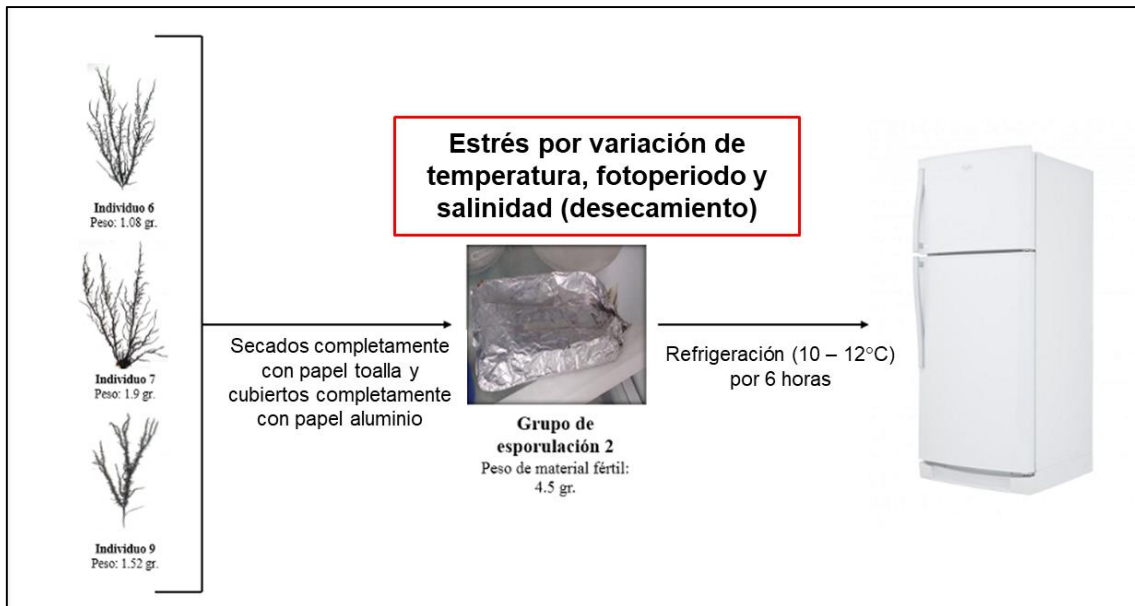 Individuo 6
Peso: 1.08 gr.
Individuo 7
Peso: 1.9 gr.
Individuo 9
Peso: 1.52 gr.
Secados completamente
con papel toalla y
cubiertos completamente
con papel aluminio
Estrés por variación de
temperatura, fotoperiodo y
salinidad (desecamiento)
Grupo de
esporulación 2
Peso de material fértil:
4.5 gr.
Refrigeración (10 – 12°C)
por 6 horas